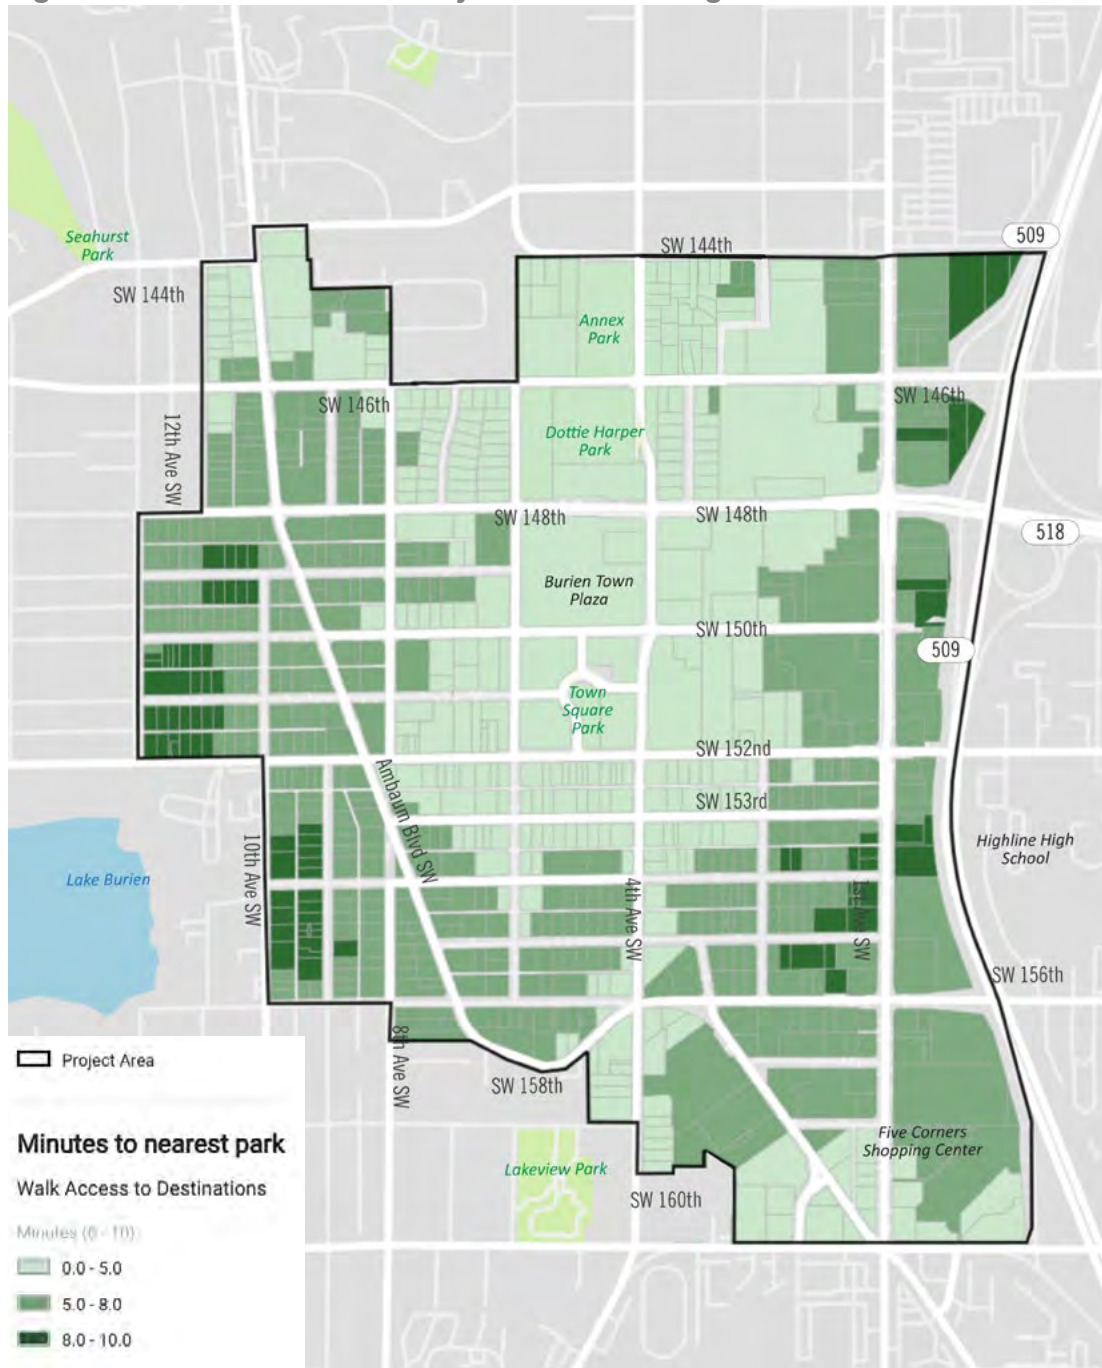 509
SW 144th
Seahurst
Park
SW 144th
Annex
Park
SW 146th
SW 146th
12th Ave SW
Dottie Harper
Park
SW 148th
SW 148th
518
Burien Town
Plaza
SW 150th
509
Town
Square
Park
SW 152nd
Ambaum Blvd SW
SW 153rd
Highline High
School
Lake Burien
10th Ave SW
4th Ave SW
1st Ave SW
SW 156th
8th Ave SW
SW 158th
Five Corners
Shopping Center
Lakeview Park
SW 160th
Project Area
Minutes to nearest park
Walk Access to Destinations
0.0 - 5.0
5.0 - 8.0
8.0 - 10.0